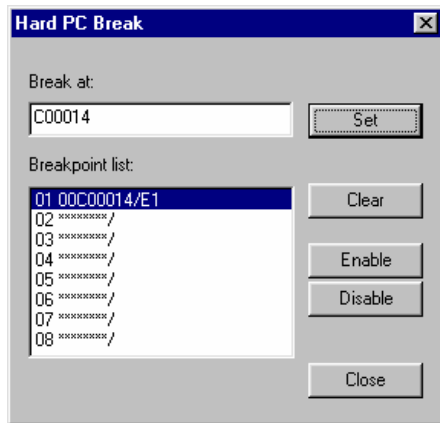 Hard PC Break
Break at:
C00014
Set
Breakpoint list:
01 00C00014/E1
02 ********/
03 ********/
04 ********/
05 ********/
06 ********/
07 ********/
08 ********/
Clear
Enable
Disable
Close